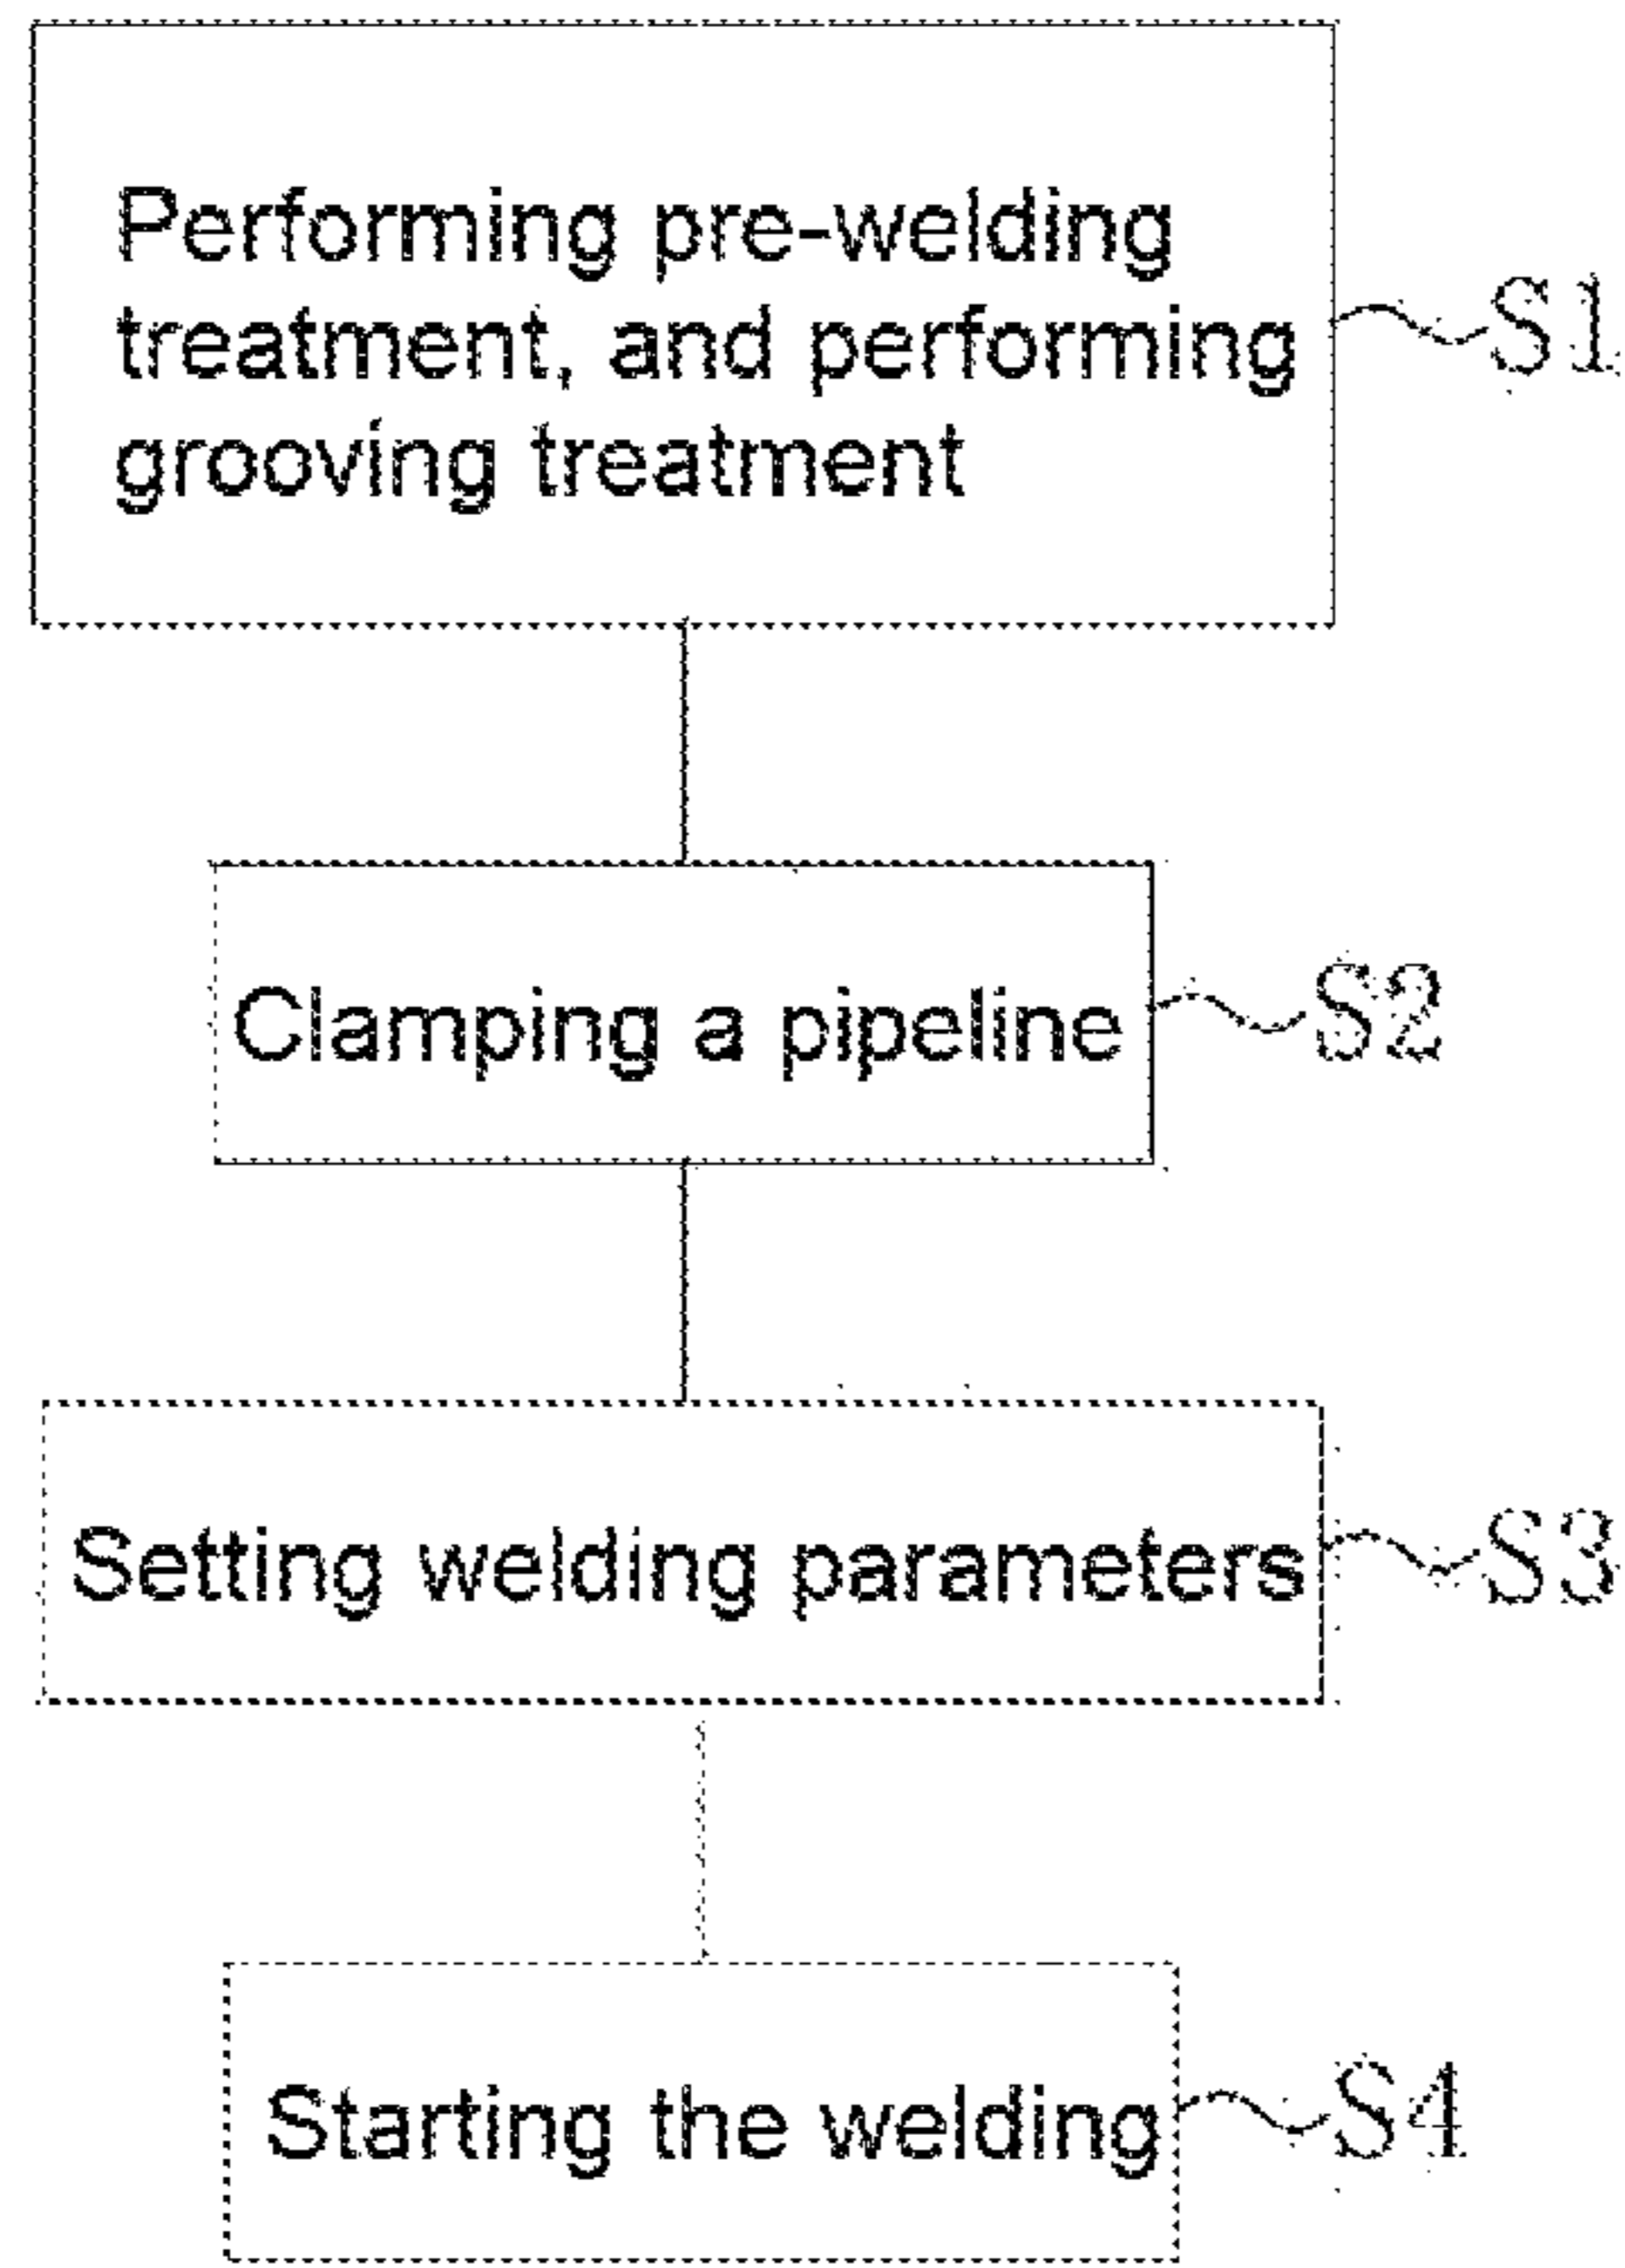 Performing pre-welding
treatment, and performing
grooving treatment
S1
Clamping a pipeline
S2
Setting welding parameters
S3
Starting the welding
S4